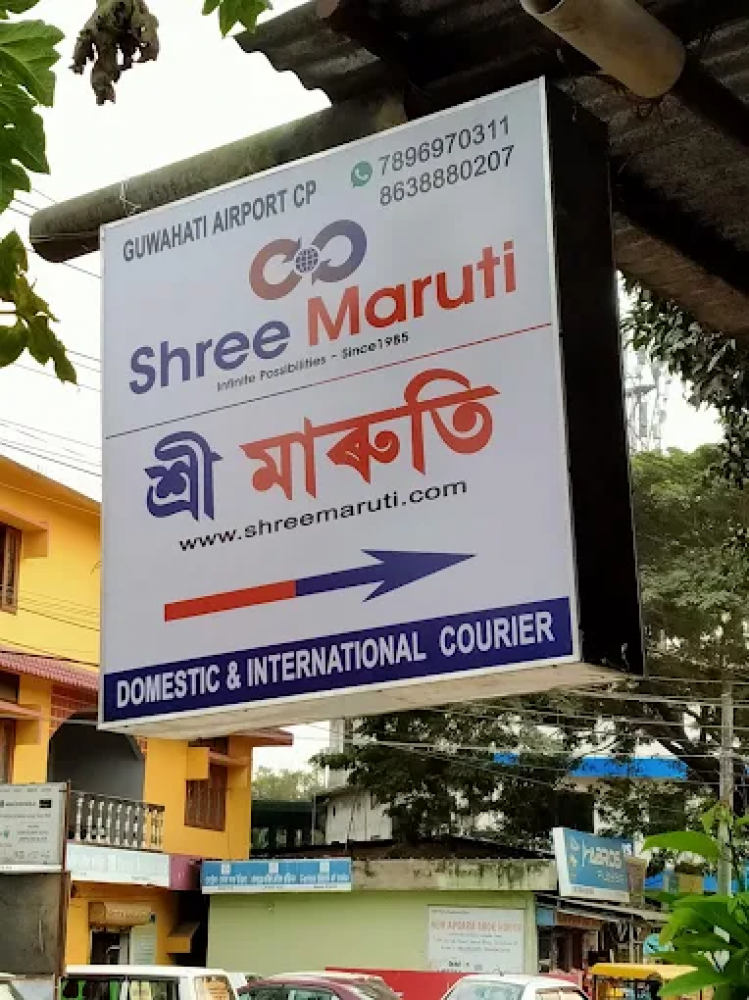 GUWAHATI AIRPORT CP
7896970311
8638880207
Shree Maruti
Infinite Possibilities - Since1985
শ্রী মাৰুতি
www.shreemaruti.com
DOMESTIC & INTERNATIONAL COURIER